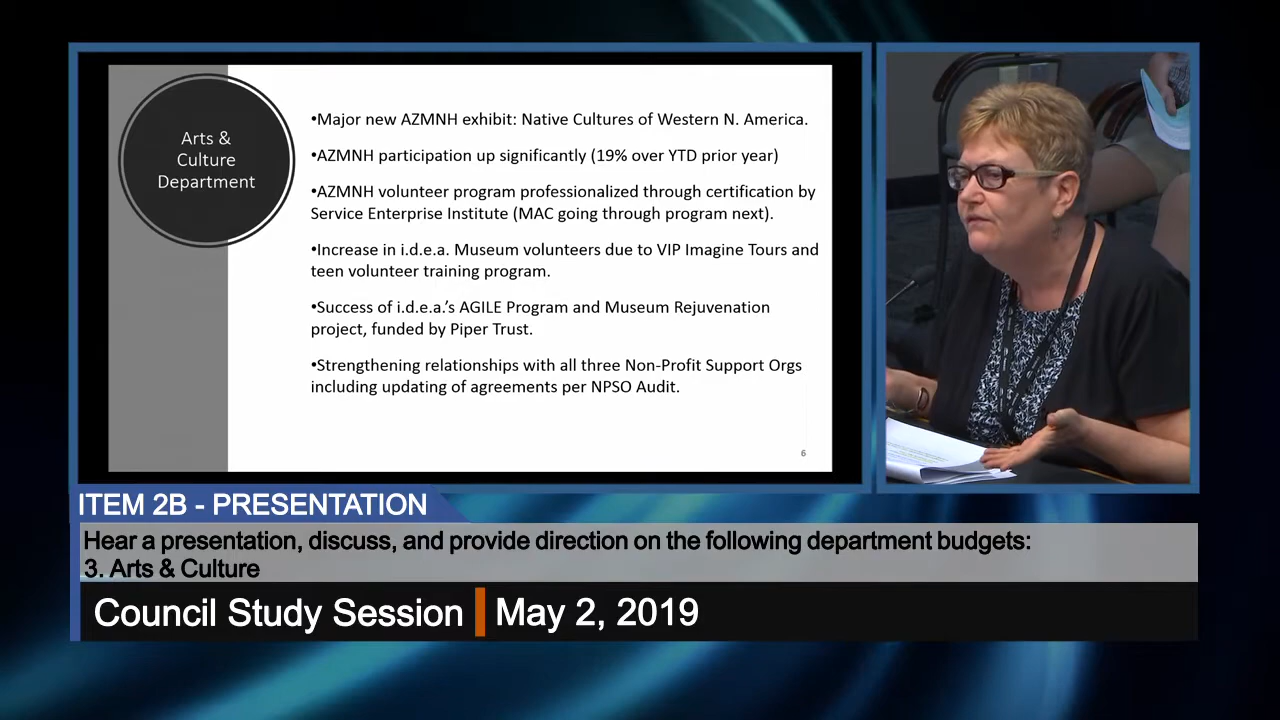 Arts &
Culture
Department
•Major new AZMNH exhibit: Native Cultures of Western N. America.
•AZMNH participation up significantly (19% over YTD prior year)
•AZMNH volunteer program professionalized through certification by
Service Enterprise Institute (MAC going through program next).
•Increase in i.d.e.a. Museum volunteers due to VIP Imagine Tours and
teen volunteer training program.
•Success of i.d.e.a.’s AGILE Program and Museum Rejuvenation
project, funded by Piper Trust.
•Strengthening relationships with all three Non-Profit Support Orgs
including updating of agreements per NPSO Audit.
6
ITEM 2B - PRESENTATION
Hear a presentation, discuss, and provide direction on the following department budgets:
3. Arts & Culture
Council Study Session May 2, 2019